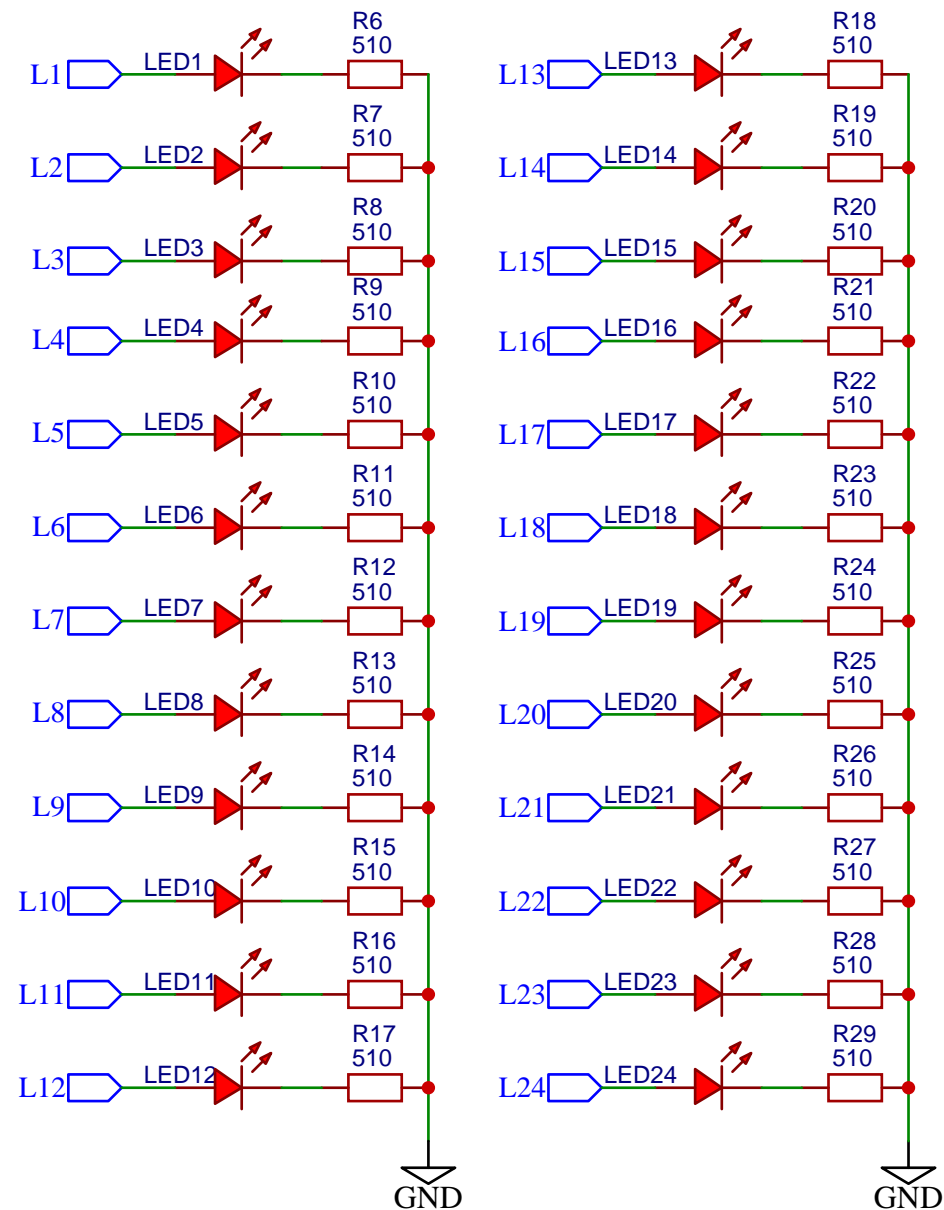 R6
510
L1 LED1
R7
510
L2 LED2
R8
510
L3 LED3
R9
510
L4 LED4
R10
510
L5 LED5
R11
510
L6 LED6
R12
510
L7 LED7
R13
510
L8 LED8
R14
510
L9 LED9
R15
510
L10 LED10
R16
510
L11 LED11
R17
510
L12 LED12
GND
R18
510
L13 LED13
R19
510
L14 LED14
R20
510
L15 LED15
R21
510
L16 LED16
R22
510
L17 LED17
R23
510
L18 LED18
R24
510
L19 LED19
R25
510
L20 LED20
R26
510
L21 LED21
R27
510
L22 LED22
R28
510
L23 LED23
R29
510
L24 LED24
GND